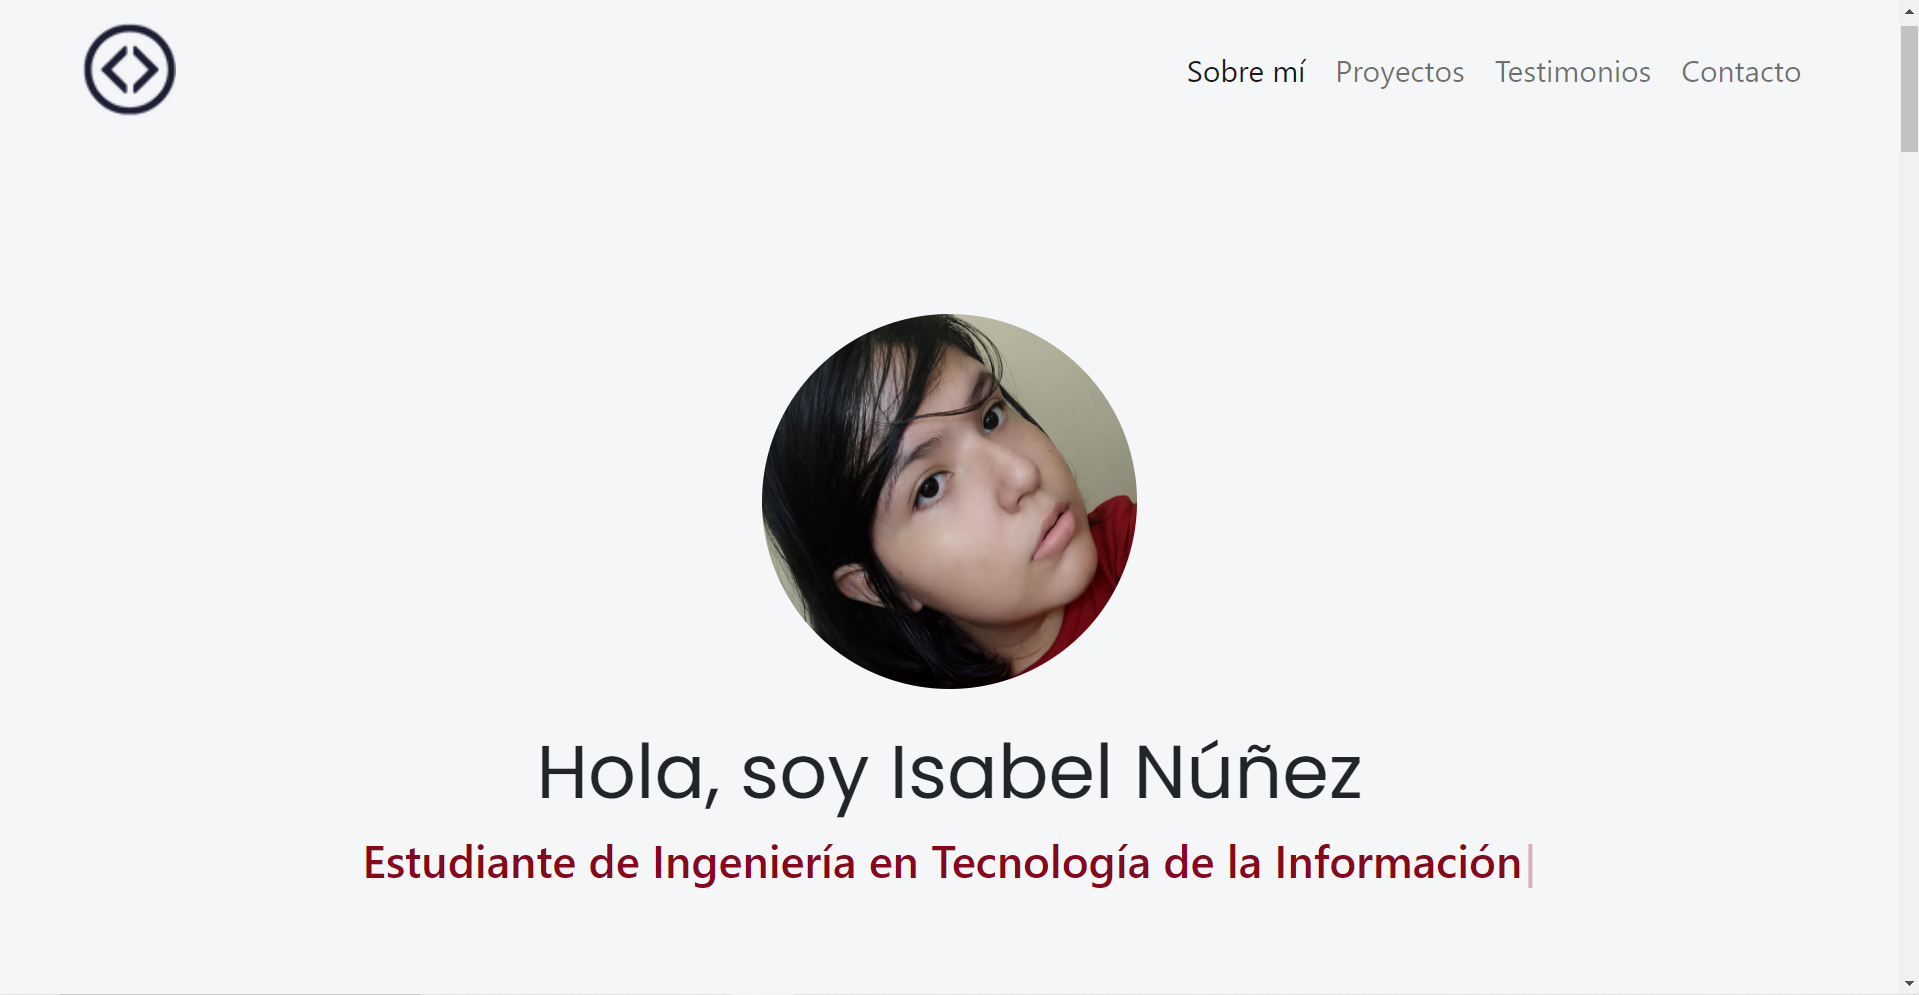 Sobre mí Proyectos Testimonios Contacto
Hola, soy Isabel Núñez
Estudiante de Ingeniería en Tecnología de la Información